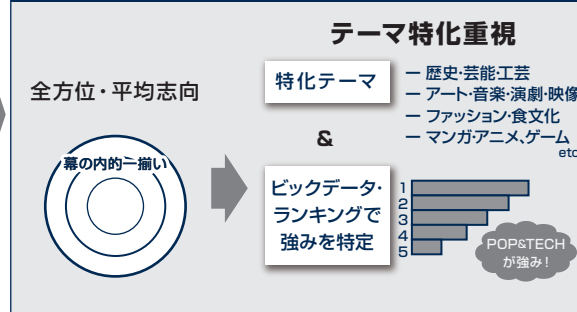 テーマ特化重視
全方位・平均志向
幕の内的一揃い
特化テーマ
ー 歴史・芸能・工芸
ー アート・音楽・演劇・映像
ー ファッション・食文化
ー マンガ・アニメ、ゲーム
etc
&
ビックデータ・
ランキングで
強みを特定
1
2
3
4
5
POP&TECH
が強み!